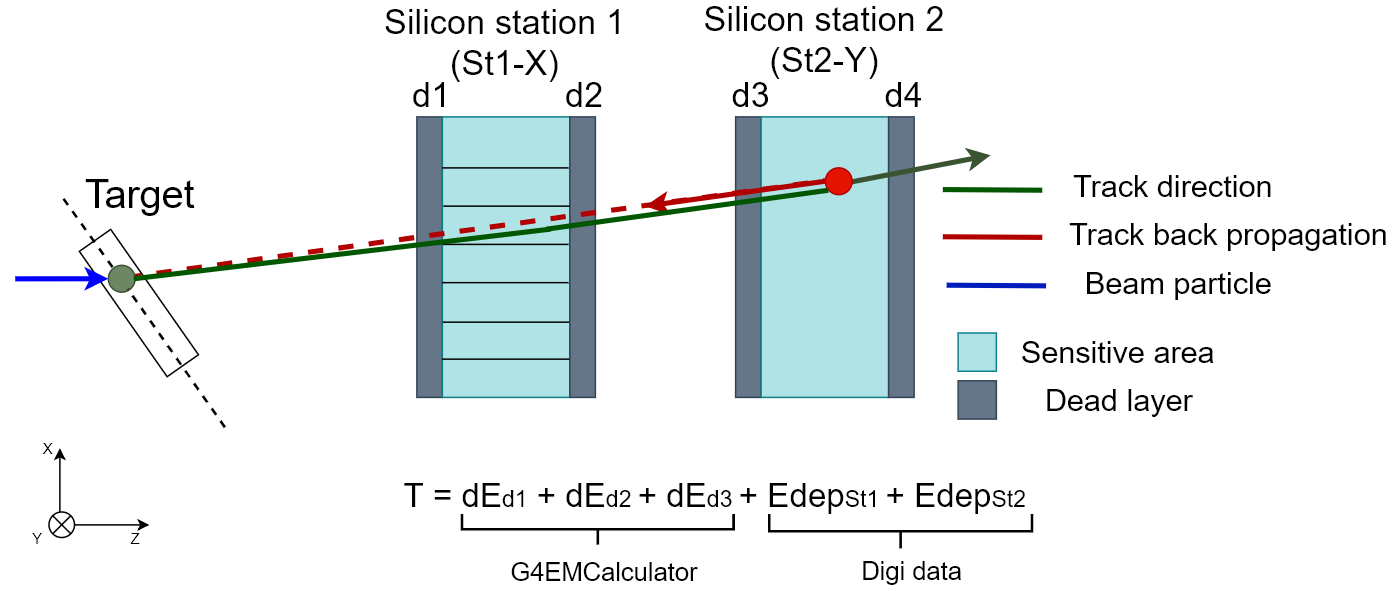 Silicon station 1
(St1-X)
Silicon station 2
(St2-Y)
d1
d2
d3
d4
Target
Track direction
Track back propagation
Beam particle
Sensitive area
Dead layer
X
Y
Z
T = dEd1 + dEd2 + dEd3 + EdepSt1 + EdepSt2
G4EMCalculator
Digi data